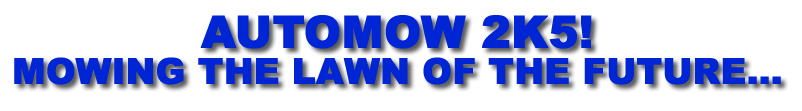 AUTOMOW 2K5!
MOWING THE LAWN OF THE FUTURE...